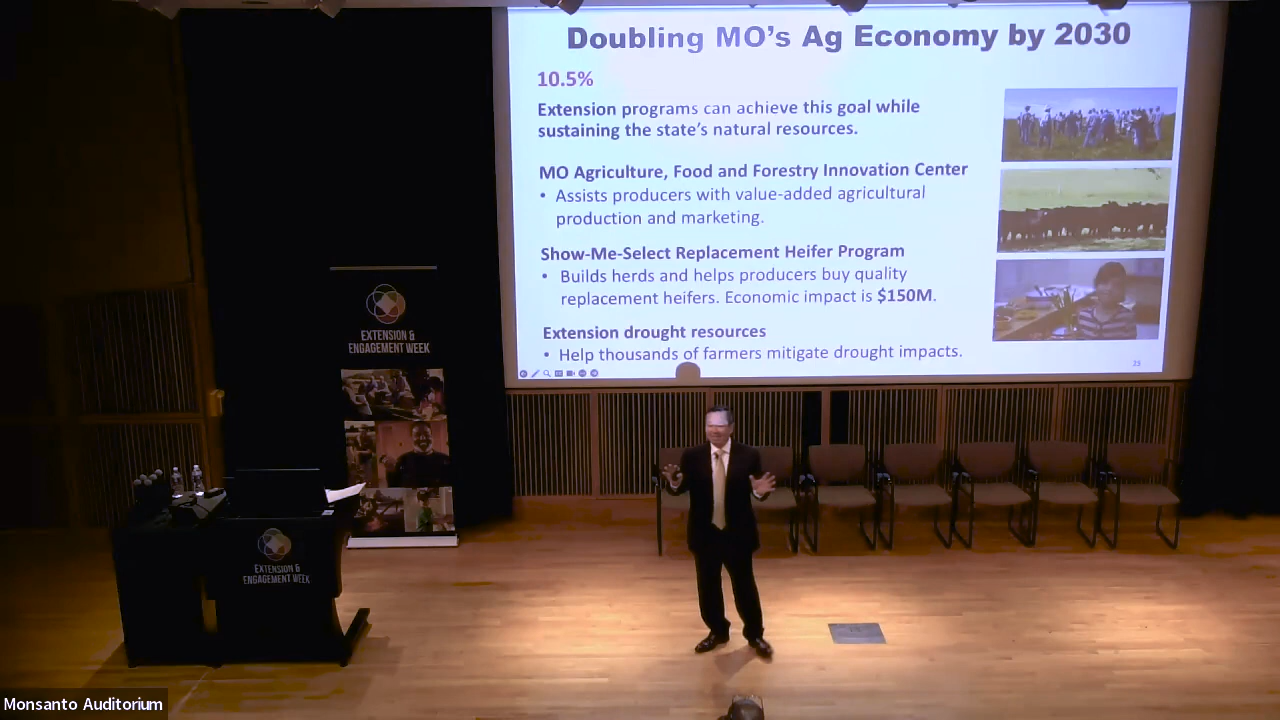 Doubling MO's Ag Economy by 2030
10.5%
Extension programs can achieve this goal while
sustaining the state's natural resources.
MO Agriculture, Food and Forestry Innovation Center
• Assists producers with value-added agricultural
production and marketing.
Show-Me-Select Replacement Heifer Program
• Builds herds and helps producers buy quality
replacement heifers. Economic impact is $150M.
Extension drought resources
• Help thousands of farmers mitigate drought impacts.
25
EXTENSION &
ENGAGEMENT WEEK
EXTENSION &
ENGAGEMENT WEEK
Monsanto Auditorium